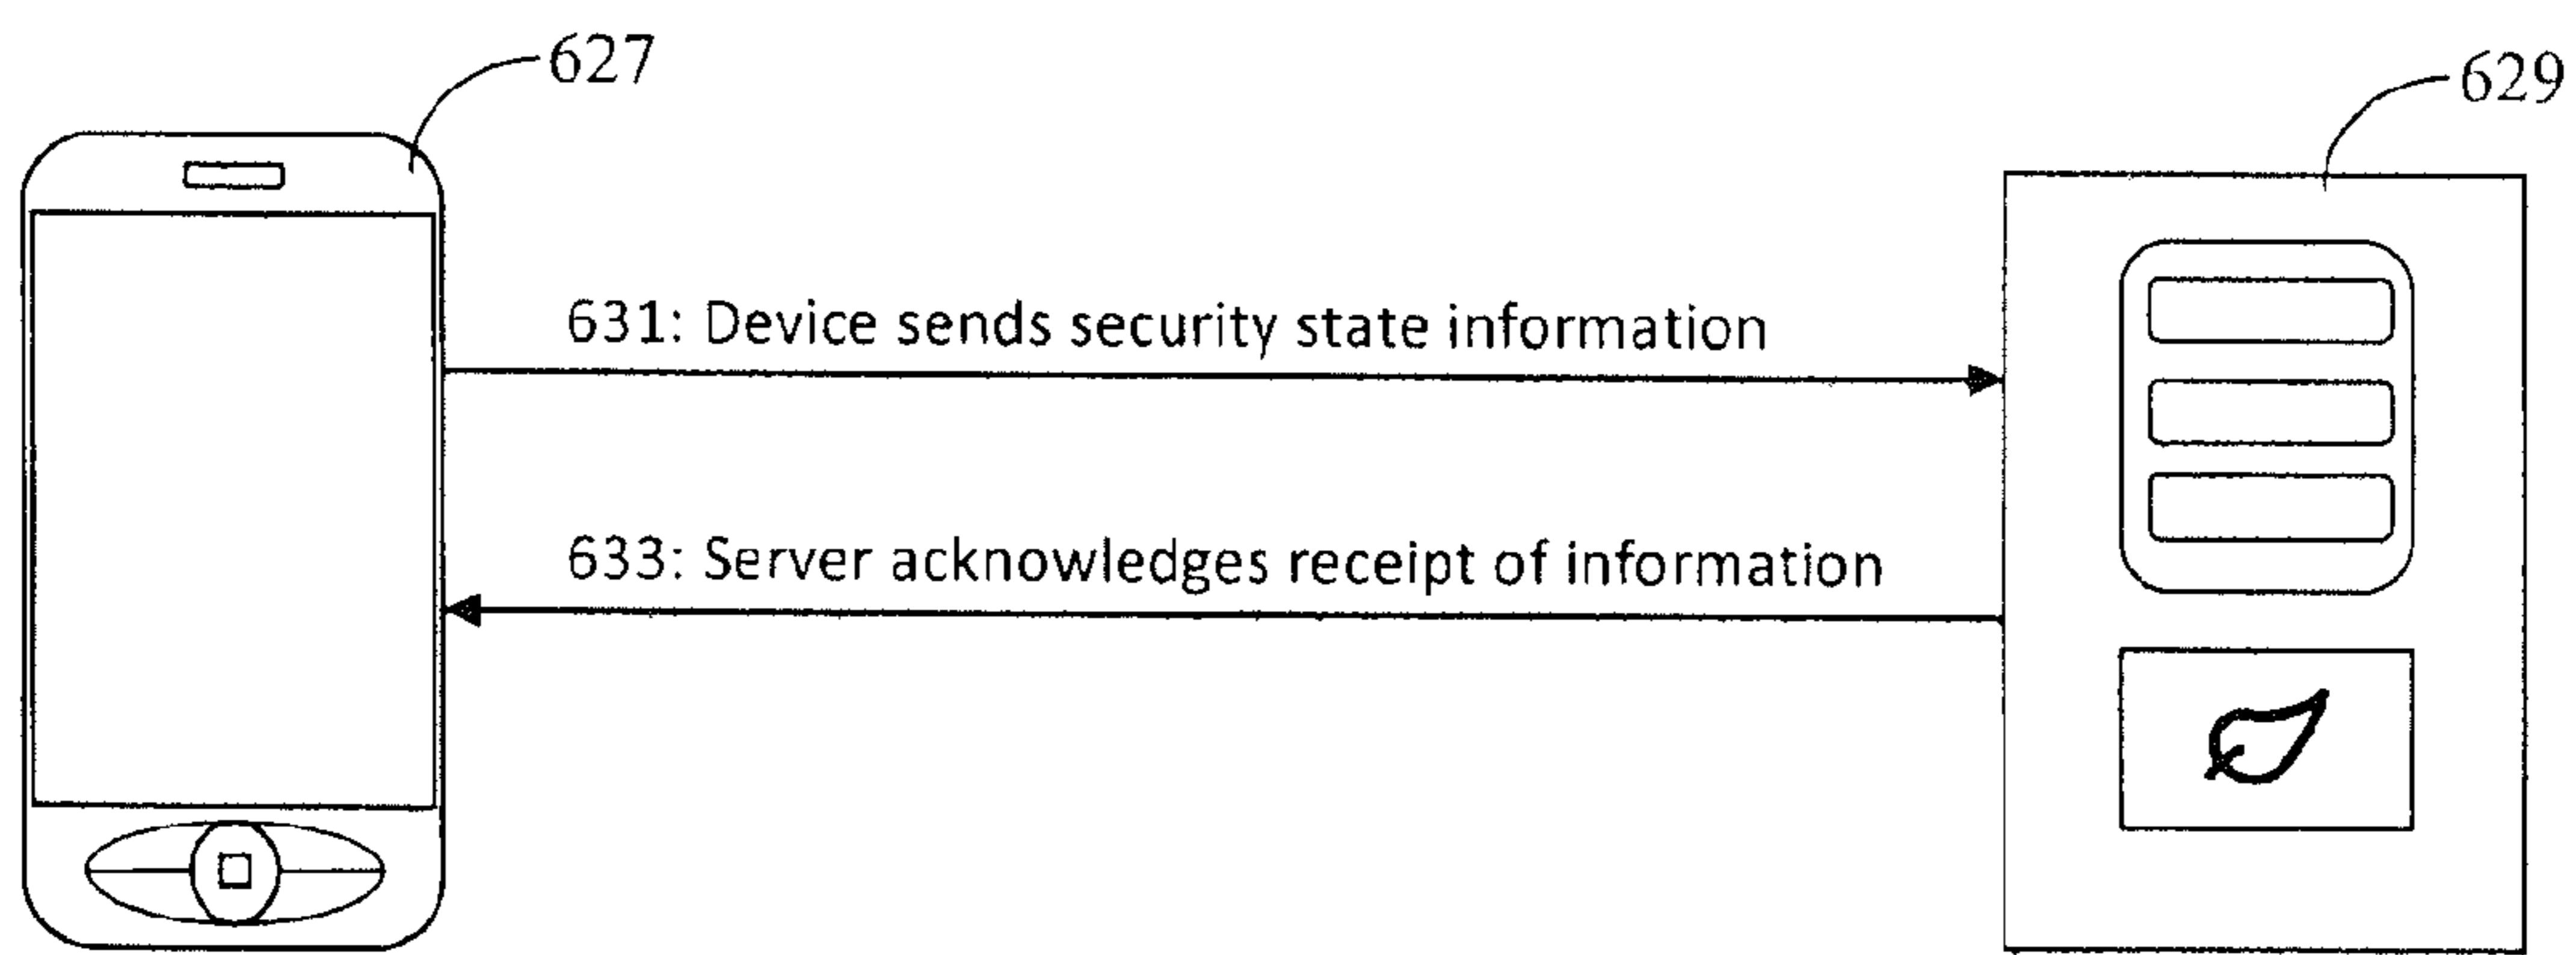 627
629
631: Device sends security state information
633: Server acknowledges receipt of information